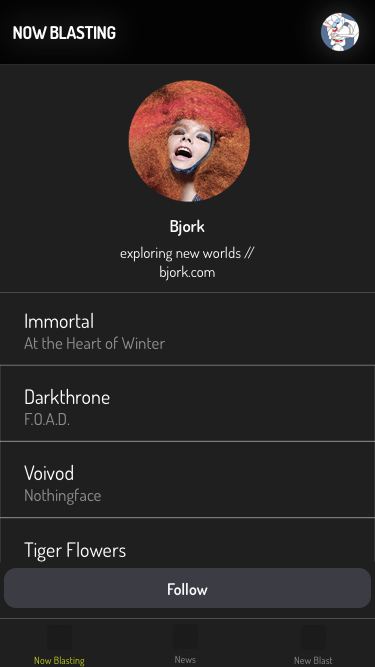 NOW BLASTING
Bjork
exploring new worlds //
bjork.com
Immortal
At the Heart of Winter
Darkthrone
F.O.A.D.
Voivod
Nothingface
Tiger Flowers
Follow
Now Blasting
News
New Blast